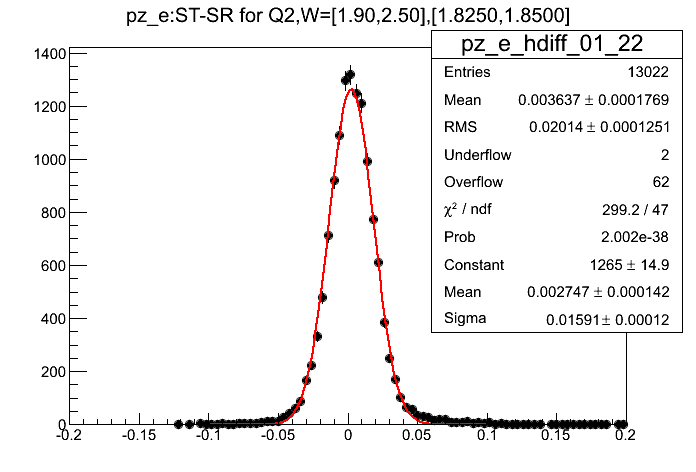 pz_e:ST-SR for Q2,W=[1.90,2.50],[1.8250,1.8500]
pz_e_hdiff_01_22
Entries 13022
Mean 0.003637 ± 0.0001769
RMS 0.02014 ± 0.0001251
Underflow 2
Overflow 62
χ² / ndf 299.2 / 47
Prob 2.002e-38
Constant 1265 ± 14.9
Mean 0.002747 ± 0.000142
Sigma 0.01591 ± 0.00012
1400
1200
1000
800
600
400
200
0
-0.2 -0.15 -0.1 -0.05 0 0.05 0.1 0.15 0.2